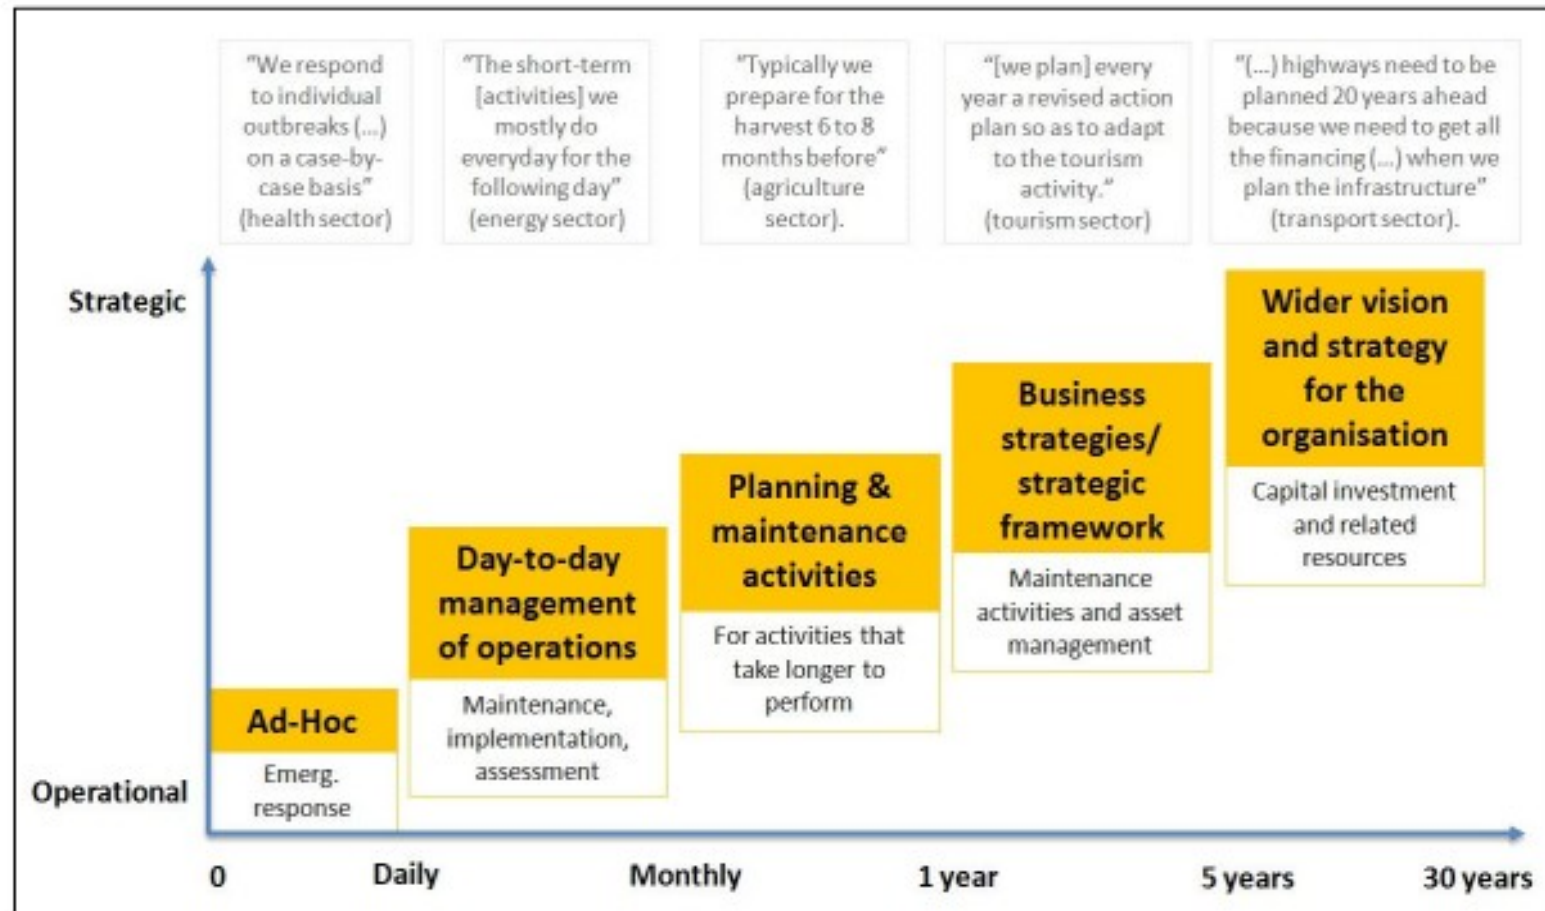 "We respond
to individual
outbreaks (...)
on a case-by-
case basis"
(health sector)
"The short-term
[activities] we
mostly do
everyday for the
following day"
(energy sector)
"Typically we
prepare for the
harvest 6 to 8
months before"
(agriculture
sector).
"[we plan] every
year a revised action
plan so as to adapt
to the tourism
activity."
(tourism sector)
"(...) highways need to be
planned 20 years ahead
because we need to get all
the financing (...) when we
plan the infrastructure"
(transport sector).
Strategic
Operational
Ad-Hoc
Emerg.
response
Day-to-day
management
of operations
Maintenance,
implementation,
assessment
Planning &
maintenance
activities
For activities that
take longer to
perform
Business
strategies/
strategic
framework
Maintenance
activities and asset
management
Wider vision
and strategy
for the
organisation
Capital investment
and related
resources
0
Daily
Monthly
1 year
5 years
30 years